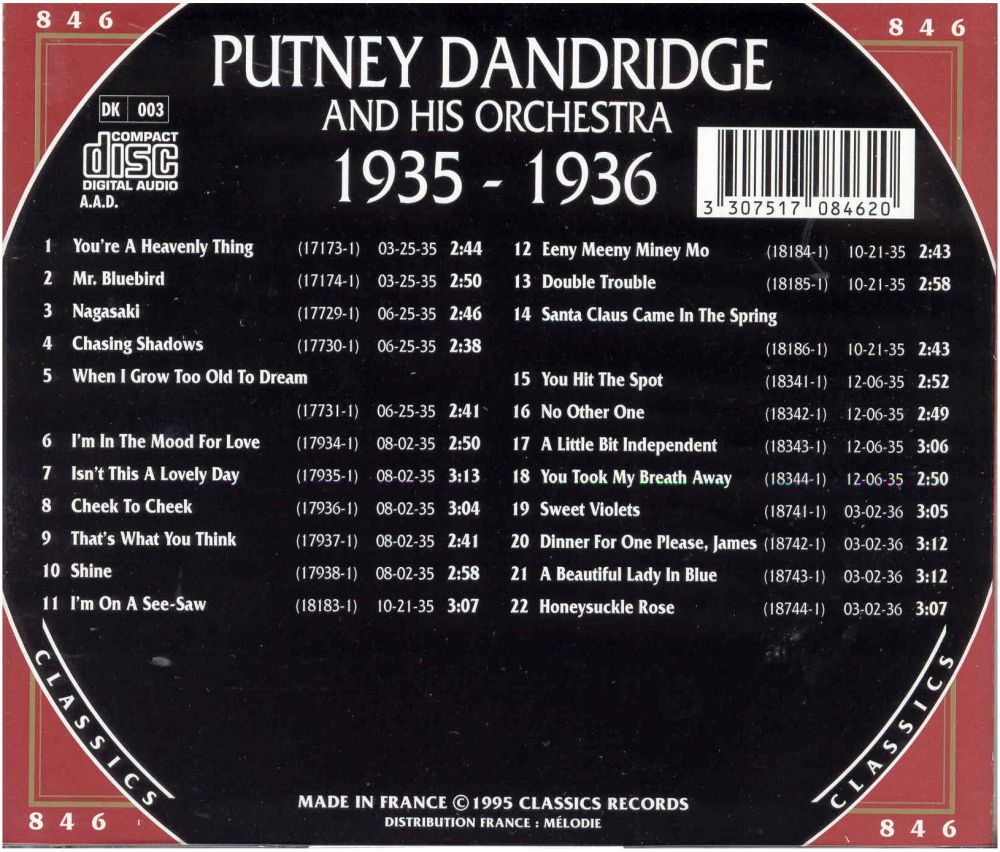 846
846
PUTNEY DANDRIDGE
AND HIS ORCHESTRA
1935 - 1936
DK 003
COMPACT
disc
DIGITAL AUDIO
A.A.D.
3 307517 084620
1 You're A Heavenly Thing (17173-1) 03-25-35 2:44
2 Mr. Bluebird (17174-1) 03-25-35 2:50
3 Nagasaki (17729-1) 06-25-35 2:46
4 Chasing Shadows (17730-1) 06-25-35 2:38
5 When I Grow Too Old To Dream
(17731-1) 06-25-35 2:41
6 I'm In The Mood For Love (17934-1) 08-02-35 2:50
7 Isn't This A Lovely Day (17935-1) 08-02-35 3:13
8 Cheek To Cheek (17936-1) 08-02-35 3:04
9 That's What You Think (17937-1) 08-02-35 2:41
10 Shine (17938-1) 08-02-35 2:58
11 I'm On A See-Saw (18183-1) 10-21-35 3:07
12 Eeny Meeny Miney Mo (18184-1) 10-21-35 2:43
13 Double Trouble (18185-1) 10-21-35 2:58
14 Santa Claus Came In The Spring
(18186-1) 10-21-35 2:43
15 You Hit The Spot (18341-1) 12-06-35 2:52
16 No Other One (18342-1) 12-06-35 2:49
17 A Little Bit Independent (18343-1) 12-06-35 3:06
18 You Took My Breath Away (18344-1) 12-06-35 2:50
19 Sweet Violets (18741-1) 03-02-36 3:05
20 Dinner For One Please, James (18742-1) 03-02-36 3:12
21 A Beautiful Lady In Blue (18743-1) 03-02-36 3:12
22 Honeysuckle Rose (18744-1) 03-02-36 3:07
CLASSICS
CLASSICS
MADE IN FRANCE © 1995 CLASSICS RECORDS
DISTRIBUTION FRANCE : MÉLODIE
846
846